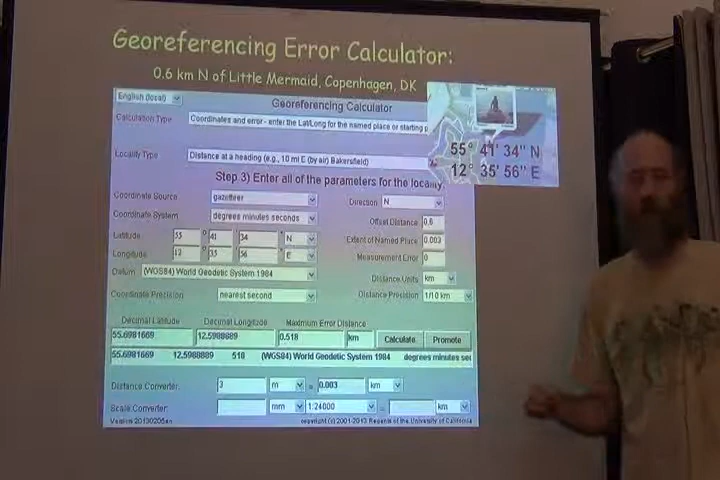 Georeferencing Error Calculator:
0.6 km N of Little Mermaid, Copenhagen, DK
English (local)
Georeferencing Calculator
Calculation Type
Coordinates and error - enter the Lat/Long for the named place or starting p
55° 41' 34" N
12° 35' 56" E
Locality Type
Distance at a heading (e.g., 10 mi E (by air) Bakersfield)
Step 3) Enter all of the parameters for the locality.
Coordinate Source gazetteer Direction N
Coordinate System degrees minutes seconds Offset Distance 0.6
Latitude 55 ° 41 ' 34 " N Extent of Named Place 0.003
Longitude 12 ° 35 ' 56 " E Measurement Error 0
Datum (WGS84) World Geodetic System 1984 Distance Units km
Coordinate Precision nearest second Distance Precision 1/10 km
Decimal Latitude Decimal Longitude Maximum Error Distance
55.6981669 12.5988889 0.518 km Calculate Promote
55.6981669 12.5988889 518 (WGS84) World Geodetic System 1984 degrees minutes sec
Distance Converter: 3 m = 0.003 km
Scale Converter: mm 1:24000 = km
copyright (c) 2001-2013 Regents of the University of California